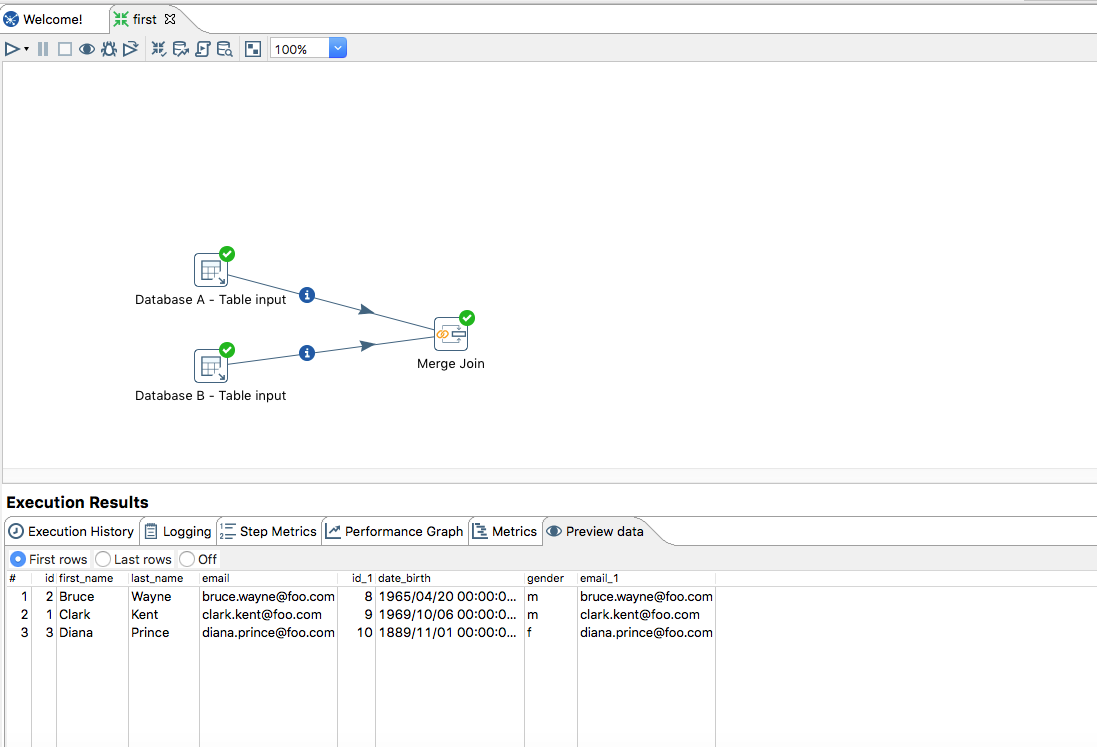 Welcome! first
100%
Database A - Table input
Database B - Table input
Merge Join
Execution Results
Execution History Logging Step Metrics Performance Graph Metrics Preview data
First rows Last rows Off
# id first_name last_name email id_1 date_birth gender email_1
1 2 Bruce Wayne bruce.wayne@foo.com 8 1965/04/20 00:00:0... m bruce.wayne@foo.com
2 1 Clark Kent clark.kent@foo.com 9 1969/10/06 00:00:0... m clark.kent@foo.com
3 3 Diana Prince diana.prince@foo.com 10 1889/11/01 00:00:0... f diana.prince@foo.com